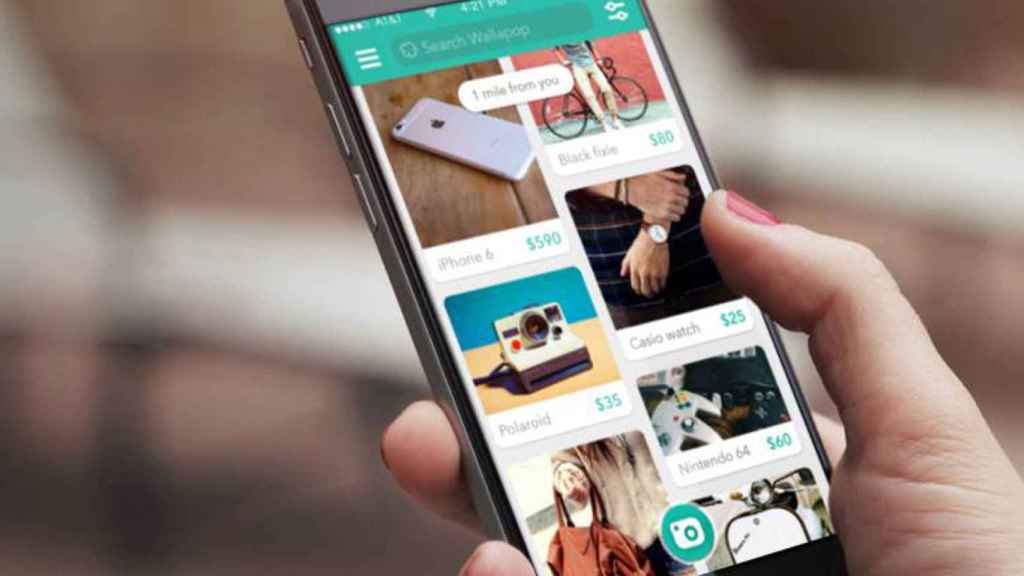 AT&T
4:21 PM
Search Wallapop
1 mile from you
iPhone 6 $590
Black fixie $80
Casio watch $25
Polaroid $35
Nintendo 64 $60